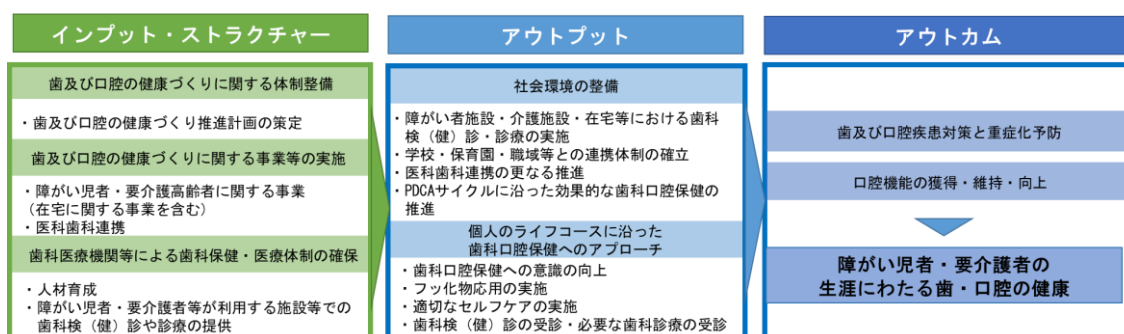 インプット・ストラクチャー
歯及び口腔の健康づくりに関する体制整備
・歯及び口腔の健康づくり推進計画の策定
歯及び口腔の健康づくりに関する事業等の実施
・障がい児者・要介護高齢者に関する事業
（在宅に関する事業を含む）
・医科歯科連携
歯科医療機関等による歯科保健・医療体制の確保
・人材育成
・障がい児者・要介護者等が利用する施設等での
歯科検（健）診や診療の提供
アウトプット
社会環境の整備
・障がい者施設・介護施設・在宅等における歯科
検（健）診・診療の実施
・学校・保育園・職域等との連携体制の確立
・医科歯科連携の更なる推進
・PDCAサイクルに沿った効果的な歯科口腔保健の
推進
個人のライフコースに沿った
歯科口腔保健へのアプローチ
・歯科口腔保健への意識の向上
・フッ化物応用の実施
・適切なセルフケアの実施
・歯科検（健）診の受診・必要な歯科診療の受診
アウトカム
歯及び口腔疾患対策と重症化予防
口腔機能の獲得・維持・向上
障がい児者・要介護者の
生涯にわたる歯・口腔の健康